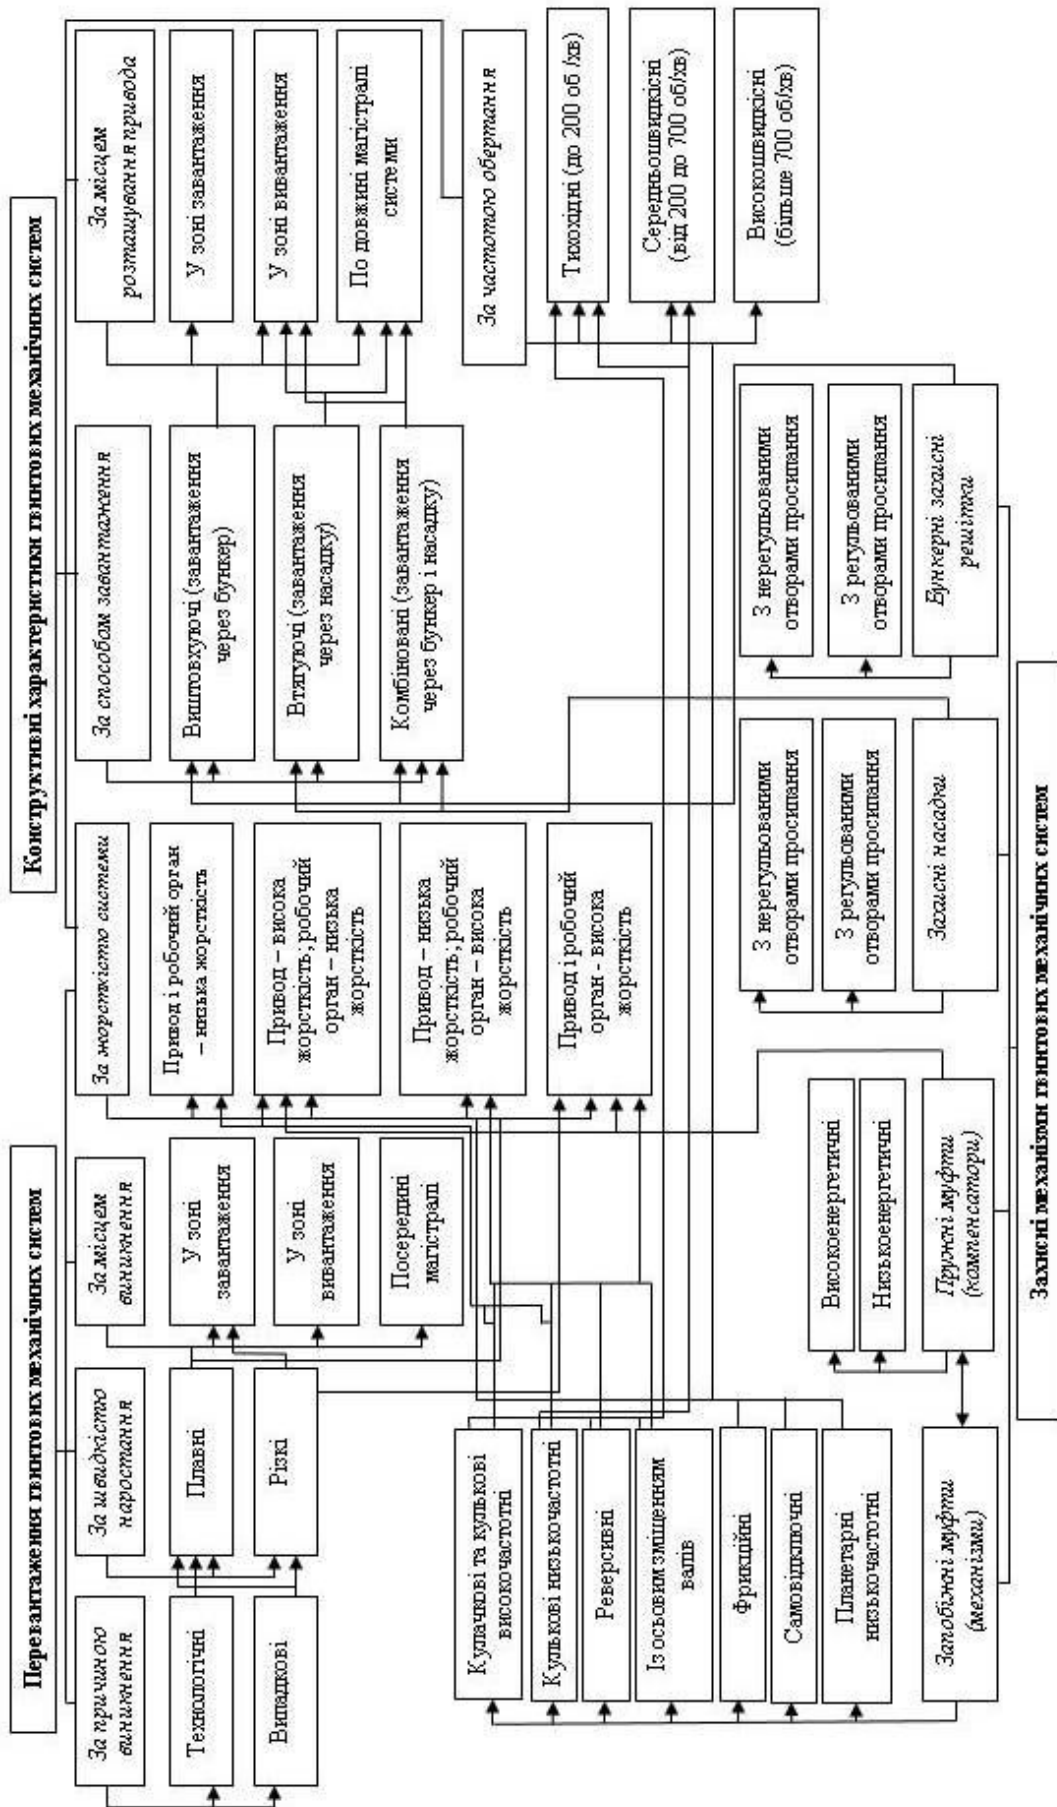 Перевантаження гвинтових механічних систем
За причиною
виникнення
Технологічні
Випадкові
За швидкістю
наростання
Плавні
Різкі
За місцем
виникнення
У зоні
завантаження
У зоні
вивантаження
Посередині
магістралі
Конструктивні характеристики гвинтових механічних систем
За жорсткістю системи
Привод і робочий орган
– низька жорсткість
Привод – висока
жорсткість; робочий
орган – низька
жорсткість
Привод – низька
жорсткість; робочий
орган – висока
жорсткість
Привод і робочий
орган - висока
жорсткість
За способам завантаження
Виштовхуючі (завантаження
через бункер)
Втягуючі (завантаження
через насадку)
Комбіновані (завантаження
через бункер і насадку)
За місцем
розташування привода
У зоні завантаження
У зоні вивантаження
По довжині магістралі
системи
За частотою обертання
Тихохідні (до 200 об /хв)
Середньошвидкісні
(від 200 до 700 об/хв)
Високошвидкісні
(більше 700 об/хв)
Кулачкові та кулькові
високочастотні
Кулькові низькочастотні
Реверсивні
Із осьовим зміщенням
валів
Фрикційні
Самовідключні
Планетарні
низькочастотні
Запобіжні муфти
(механізми)
Високоенергетичні
Низькоенергетичні
Пружні муфти
(компенсатори)
З нерегульованими
отворами просипання
З регульованими
отворами просипання
Захисні насадки
З нерегульованими
отворами просипання
З регульованими
отворами просипання
Бункерні захисні
решітки
Захисні механізми гвинтових механічних систем